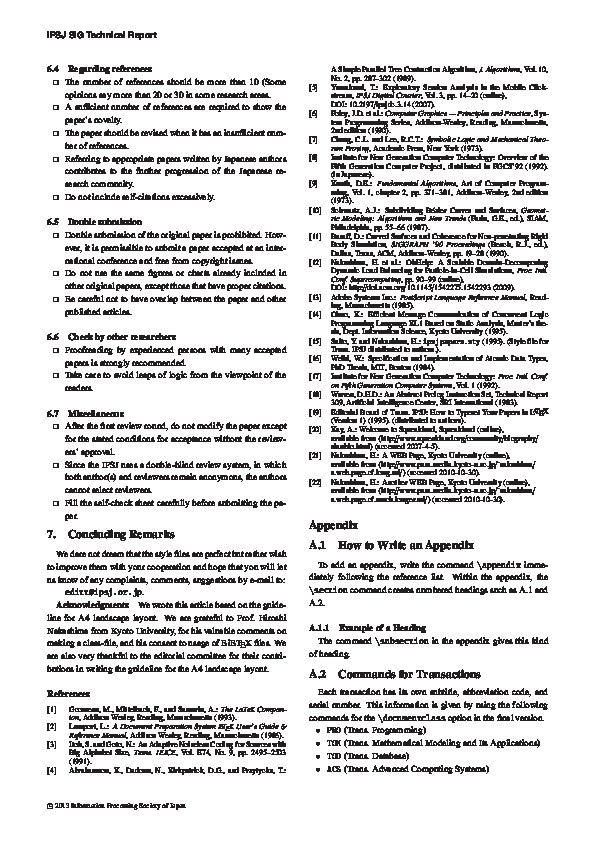 IPSJ SIG Technical Report
6.4 Regarding references
□ The number of references should be more than 10 (Some
opinions say more than 20 or 30 in some research areas.
□ A sufficient number of references are required to show the
paper's novelty.
□ The paper should be revised when it has an insufficient num-
ber of references.
□ Referring to appropriate papers written by Japanese authors
contributes to the further progression of the Japanese re-
search community.
□ Do not include self-citations excessively.
6.5 Double submission
□ Double submission of the original paper is prohibited. How-
ever, it is permissible to submit a paper accepted at an inter-
national conference and free from copyright issues.
□ Do not use the same figures or charts already included in
other original papers, except those that have proper citations.
□ Be careful not to have overlap between the paper and other
published articles.
6.6 Check by other researchers
□ Proofreading by experienced persons with many accepted
papers is strongly recommended.
□ Take care to avoid leaps of logic from the viewpoint of the
readers.
6.7 Miscellaneous
□ After the first review round, do not modify the paper except
for the stated conditions for acceptance without the review-
ers' approval.
□ Since the IPSJ uses a double-blind review system, in which
both author(s) and reviewers remain anonymous, the authors
cannot select reviewers.
□ Fill the self-check sheet carefully before submitting the pa-
per.
7. Concluding Remarks
We dare not dream that the style files are perfect but rather wish
to improve them with your cooperation and hope that you will let
us know of any complaints, comments, suggestions by e-mail to:
editt@ipsj.or.jp.
Acknowledgments We wrote this article based on the guide-
line for A4 landscape layout. We are grateful to Prof. Hiroshi
Nakashima from Kyoto University, for his valuable comments on
making a class-file, and his consent to usage of BIBTEX files. We
are also very thankful to the editorial committee for their contri-
butions in writing the guideline for the A4 landscape layout.
References
[1] Goossens, M., Mittelbach, F., and Samarin, A.: The LaTeX Compan-
ion, Addison Wesley, Reading, Massachusetts (1993).
[2] Lamport, L.: A Document Preparation System LATEX User's Guide &
Reference Manual, Addison Wesley, Reading, Massachusetts (1986).
[3] Itoh, S. and Goto, N.: An Adaptive Noiseless Coding for Sources with
Big Alphabet Size, Trans. IEICE, Vol. E74, No. 9, pp. 2495–2503
(1991).
[4] Abrahamson, K., Dadoun, N., Kirkpatrick, D.G., and Przytycka, T.:
A Simple Parallel Tree Contraction Algorithm, J. Algorithms, Vol. 10,
No. 2, pp. 287–302 (1989).
[5] Exploratory Session Analysis in the Mobile Click-
stream, IPSJ Digital Courier, Vol. 3, pp. 14–20 (online),
DOI: 10.2197/ipsjdc.3.14 (2007).
[6] Foley, J.D. et al.: Computer Graphics — Principles and Practice, Sys-
tem Programming Series, Addison-Wesley, Reading, Massachusetts,
2nd edition (1990).
[7] Chang, C.L. and Lee, R.C.T.: Symbolic Logic and Mechanical Theo-
rem Proving, Academic Press, New York (1973).
[8] Institute for New Generation Computer Technology: Overview of the
Fifth Generation Computer Project, distributed in FGCS'92 (1992).
(in Japanese).
[9] Knuth, D.E.: Fundamental Algorithms, Art of Computer Program-
ming, Vol. 1, chapter 2, pp. 371–381, Addison-Wesley, 2nd edition
(1973).
[10] Schwartz, A.J.: Subdividing Bézier Curves and Surfaces, Geomet-
ric Modeling: Algorithms and New Trends (Farin, G.E., ed.), SIAM,
Philadelphia, pp. 55–66 (1987).
[11] Baraff, D.: Curved Surfaces and Coherence for Non-penetrating Rigid
Body Simulation, SIGGRAPH '90 Proceedings (Beach, R.J., ed.),
Dallas, Texas, ACM, Addison-Wesley, pp. 19–28 (1990).
[12] Nakashima, H. et al.: OhHelp: A Scalable Domain-Decomposing
Dynamic Load Balancing for Particle-in-Cell Simulations, Proc. Intl.
Conf. Supercomputing, pp. 90–99 (online),
DOI: http://doi.acm.org/10.1145/1542275.1542293 (2009).
[13] Adobe Systems Inc.: PostScript Language Reference Manual, Read-
ing, Massachusetts (1985).
[14] Ohno, K.: Efficient Message Communication of Concurrent Logic
Programming Language KL1 Based on Static Analysis, Master's the-
sis, Dept. Information Science, Kyoto University (1995).
[15] Saito, Y. and Nakashima, H.: ipsjpapers.sty (1995). (Style file for
Trans. IPSJ distributed to authors.).
[16] Weihl, W.: Specification and Implementation of Atomic Data Types,
PhD Thesis, MIT, Boston (1984).
[17] Institute for New Generation Computer Technology: Proc. Intl. Conf.
on Fifth Generation Computer Systems, Vol. 1 (1992).
[18] Warren, D.H.D.: An Abstract Prolog Instruction Set, Technical Report
309, Artificial Intelligence Center, SRI International (1983).
[19] Editorial Board of Trans. IPSJ: How to Typeset Your Papers in LATEX
(Version 1) (1995). (distributed to authors).
[20] Kay, A.: Welcome to Squeakland, Squeakland (online),
available from ⟨http://www.squeakland.org/community/biography/
alanbio.html⟩ (accessed 2007-4-5).
[21] Nakashima, H.: A WEB Page, Kyoto University (online),
available from ⟨http://www.para.media.kyoto-u.ac.jp/˜nakashima/
a.web.page.of.long.url/⟩ (accessed 2010-10-30).
[22] Nakashima, H.: Another WEB Page, Kyoto University (online),
available from ⟨http://www.para.media.kyoto-u.ac.jp/˜nakashima/
a.web.page.of.much.longer.url/⟩ (accessed 2010-10-30).
Appendix
A.1 How to Write an Appendix
To add an appendix, write the command \appendix imme-
diately following the reference list. Within the appendix, the
\section command creates numbered headings such as A.1 and
A.2.
A.1.1 Example of a Heading
The command \subsection in the appendix gives this kind
of heading.
A.2 Commands for Transactions
Each transaction has its own subtitle, abbreviation code, and
serial number. This information is given by using the following
commands for the \documentclass option in the final version.
• PRO (Trans. Programming)
• TOM (Trans. Mathematical Modeling and Its Applications)
• TOD (Trans. Database)
• ACS (Trans. Advanced Computing Systems)
© 2013 Information Processing Society of Japan